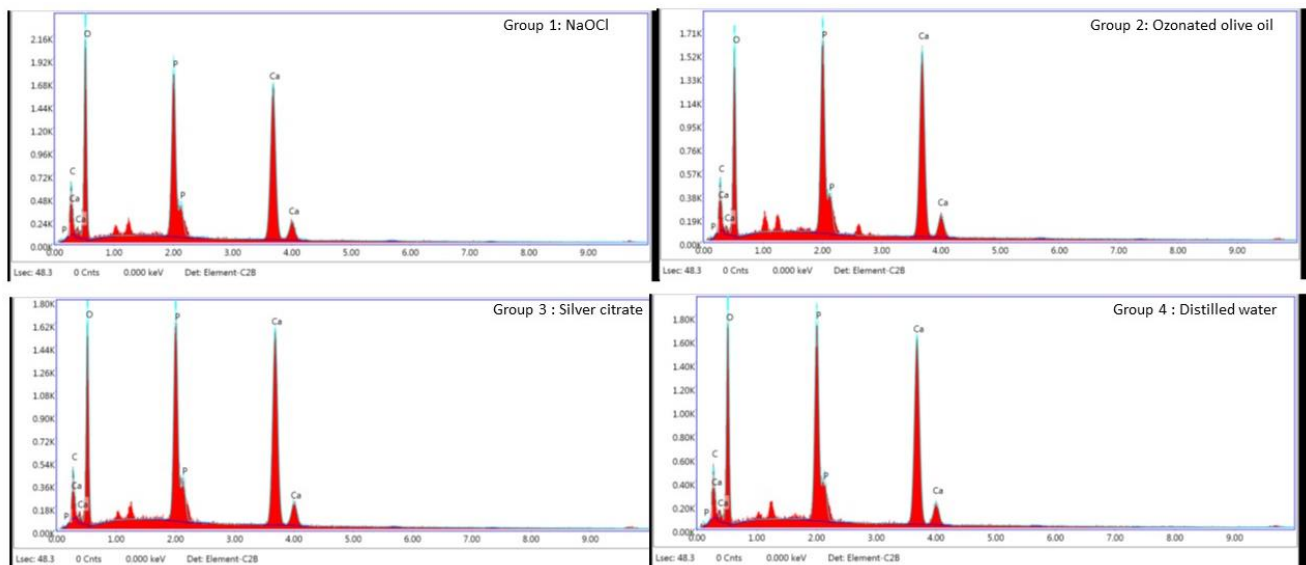 Group 1: NaOCl
2.16K
1.92K
1.68K
1.44K
1.20K
0.96K
0.72K
0.48K
0.24K
0.00K
O
P
Ca
C
Ca
Ca
P
P
Ca
0.00 1.00 2.00 3.00 4.00 5.00 6.00 7.00 8.00 9.00
Lsec: 48.3 0 Cnts 0.000 keV Det: Element-C2B
Group 2: Ozonated olive oil
1.71K
1.52K
1.33K
1.14K
0.95K
0.76K
0.57K
0.38K
0.19K
0.00K
O
P
Ca
C
Ca
Ca
P
P
Ca
0.00 1.00 2.00 3.00 4.00 5.00 6.00 7.00 8.00 9.00
Lsec: 48.3 0 Cnts 0.000 keV Det: Element-C2B
Group 3 : Silver citrate
1.80K
1.62K
1.44K
1.26K
1.08K
0.90K
0.72K
0.54K
0.36K
0.18K
0.00K
O
P
Ca
C
Ca
Ca
P
P
Ca
0.00 1.00 2.00 3.00 4.00 5.00 6.00 7.00 8.00 9.00
Lsec: 48.3 0 Cnts 0.000 keV Det: Element-C2B
Group 4 : Distilled water
1.80K
1.60K
1.40K
1.20K
1.00K
0.80K
0.60K
0.40K
0.20K
0.00K
O
P
Ca
C
Ca
Ca
P
P
Ca
0.00 1.00 2.00 3.00 4.00 5.00 6.00 7.00 8.00 9.00
Lsec: 48.3 0 Cnts 0.000 keV Det: Element-C2B